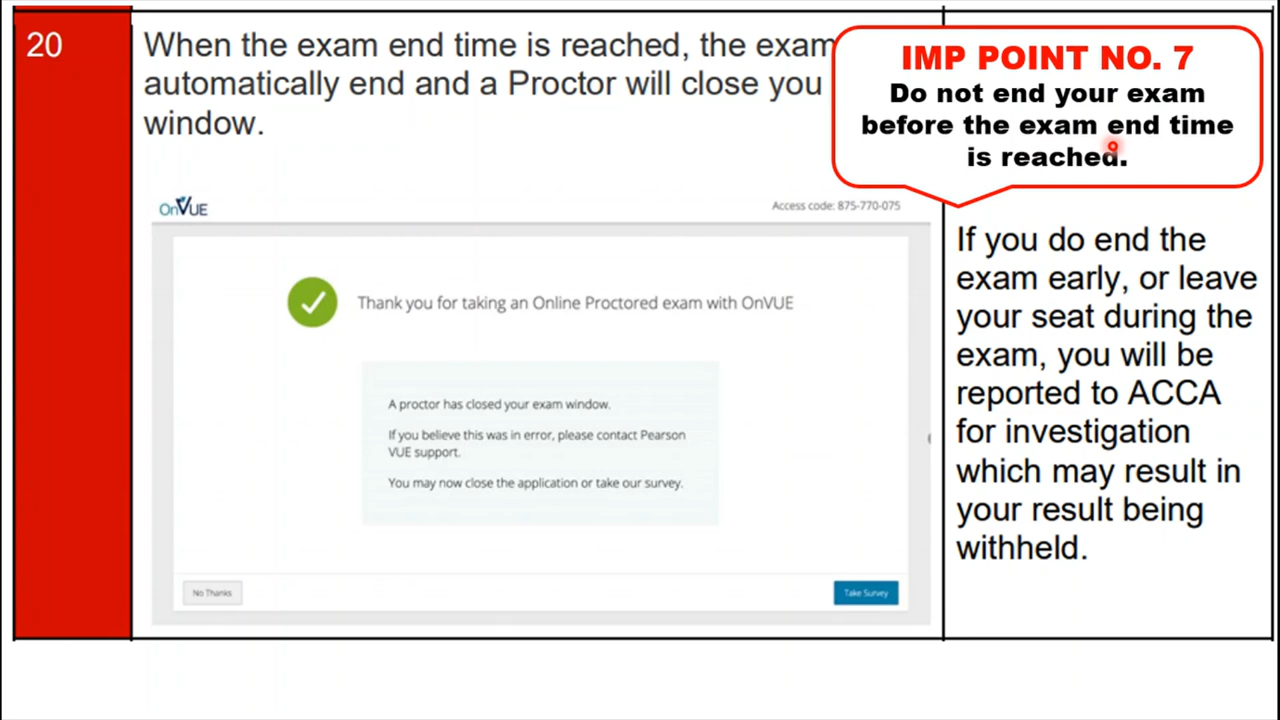 20
When the exam end time is reached, the exam
automatically end and a Proctor will close you
window.
IMP POINT NO. 7
Do not end your exam
before the exam end time
is reached.
OnVUE
Access code: 875-770-075
Thank you for taking an Online Proctored exam with OnVUE
A proctor has closed your exam window.
If you believe this was in error, please contact Pearson
VUE support.
You may now close the application or take our survey.
No Thanks
Take Survey
If you do end the
exam early, or leave
your seat during the
exam, you will be
reported to ACCA
for investigation
which may result in
your result being
withheld.